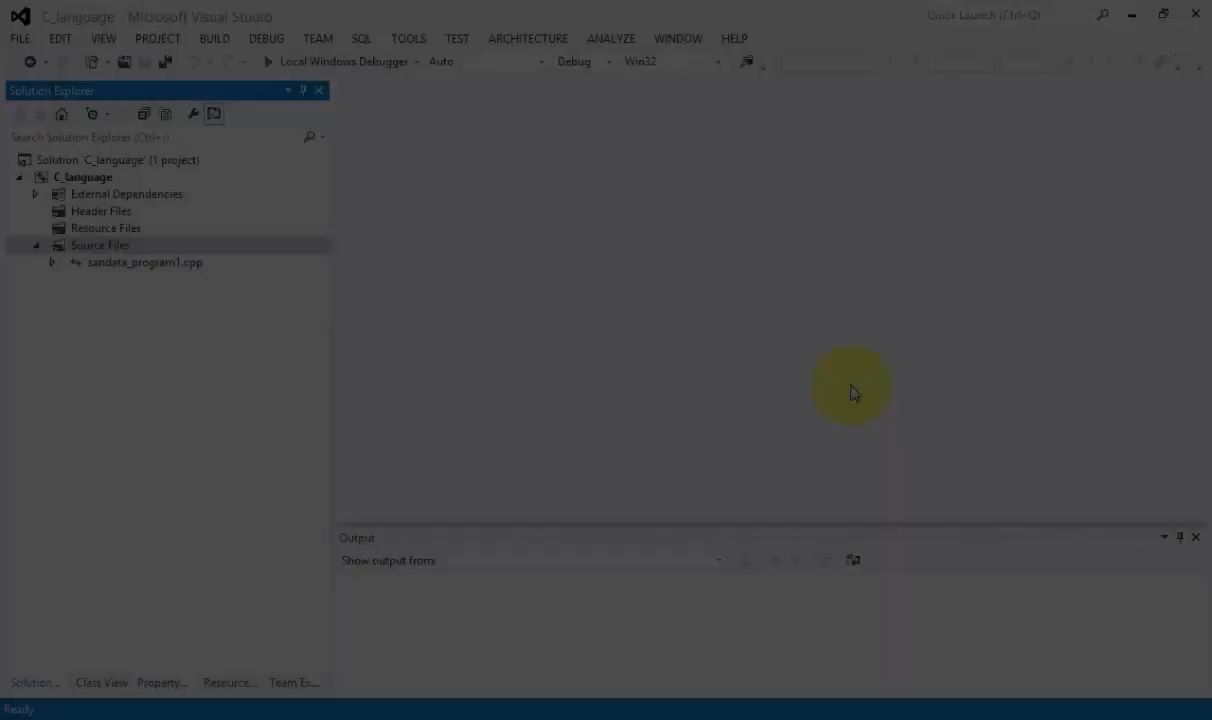 C_language - Microsoft Visual Studio
Quick Launch (Ctrl+Q)
FILE EDIT VIEW PROJECT BUILD DEBUG TEAM SQL TOOLS TEST ARCHITECTURE ANALYZE WINDOW HELP
Local Windows Debugger Auto Debug Win32
Solution Explorer
Search Solution Explorer (Ctrl+;)
Solution 'C_language' (1 project)
C_language
External Dependencies
Header Files
Resource Files
Source Files
sandata_program1.cpp
Output
Show output from:
Solution... Class View Property... Resource... Team Ex...
Ready